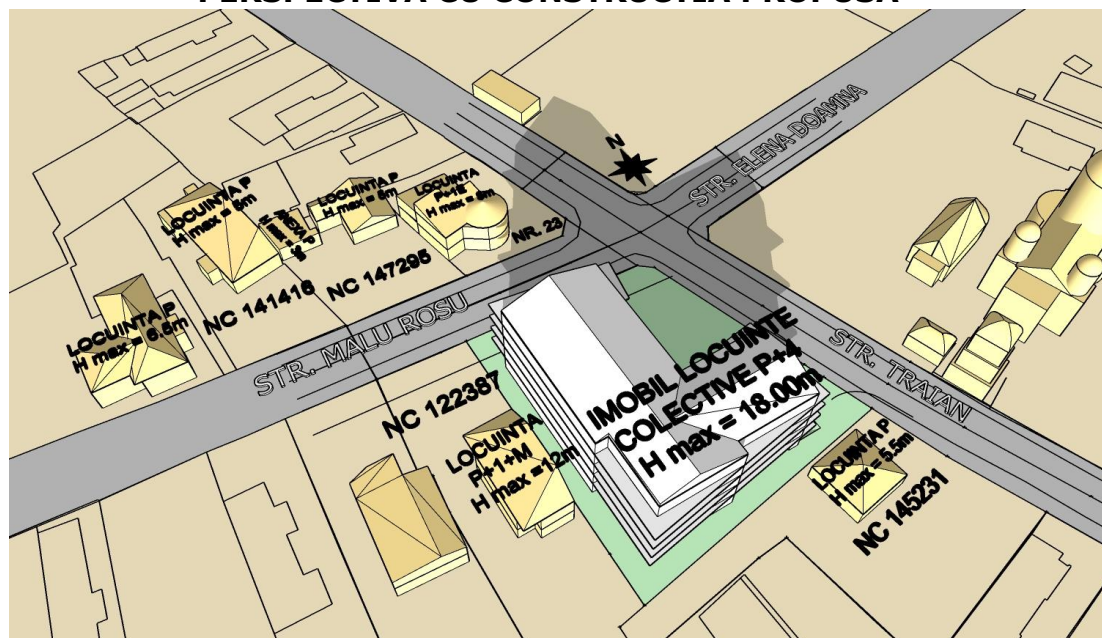 PERSPECTIVA CU CONSTRUCTIA PROPUSA
N
STR. ELENA DOAMNA
LOCUINTA P
H max = 6m
LOCUINTA P
H max = 5m
LOCUINTA
P+1E
H max = 8m
NR. 23
NC 147295
NC 141416
LOCUINTA P
H max = 6.5m
STR. MALU ROSU
NC 122387
LOCUINTA
P+1+M
H max =12m
IMOBIL LOCUINTE
COLECTIVE P+4
H max = 18.00m
STR. TRAIAN
LOCUINTA P
H max = 5.5m
NC 145231